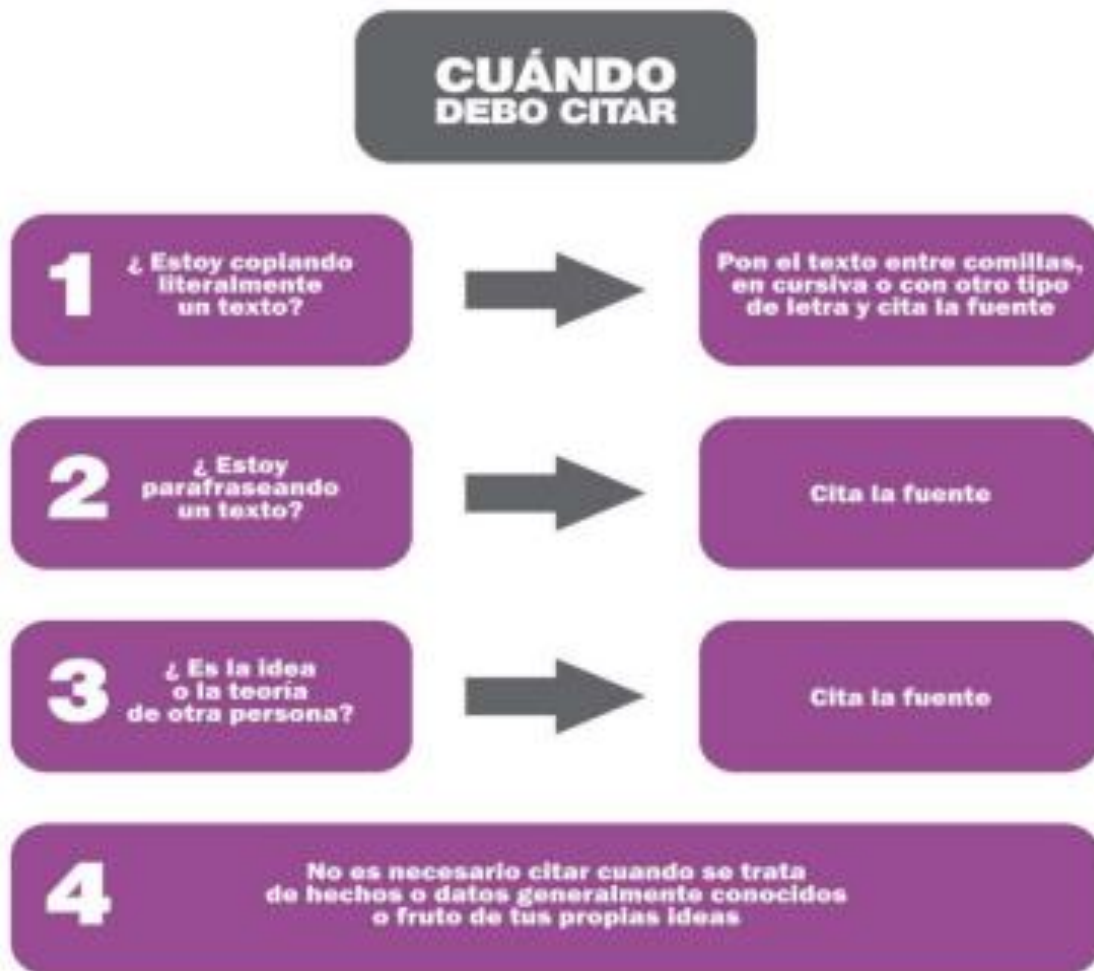 CUÁNDO
DEBO CITAR
1
¿ Estoy copiando
literalmente
un texto?
Pon el texto entre comillas,
en cursiva o con otro tipo
de letra y cita la fuente
2
¿ Estoy
parafraseando
un texto?
Cita la fuente
3
¿ Es la idea
o la teoría
de otra persona?
Cita la fuente
4
No es necesario citar cuando se trata
de hechos o datos generalmente conocidos
o fruto de tus propias ideas